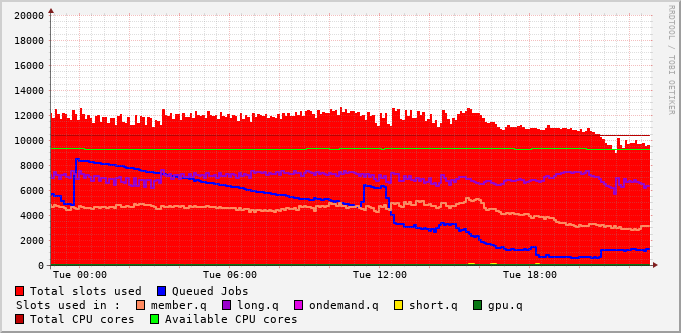 20000
18000
16000
14000
12000
10000
8000
6000
4000
2000
0
Tue 00:00 Tue 06:00 Tue 12:00 Tue 18:00
Total slots used Queued Jobs
Slots used in : member.q long.q ondemand.q short.q gpu.q
Total CPU cores Available CPU cores
RRDTOOL / TOBI OETIKER